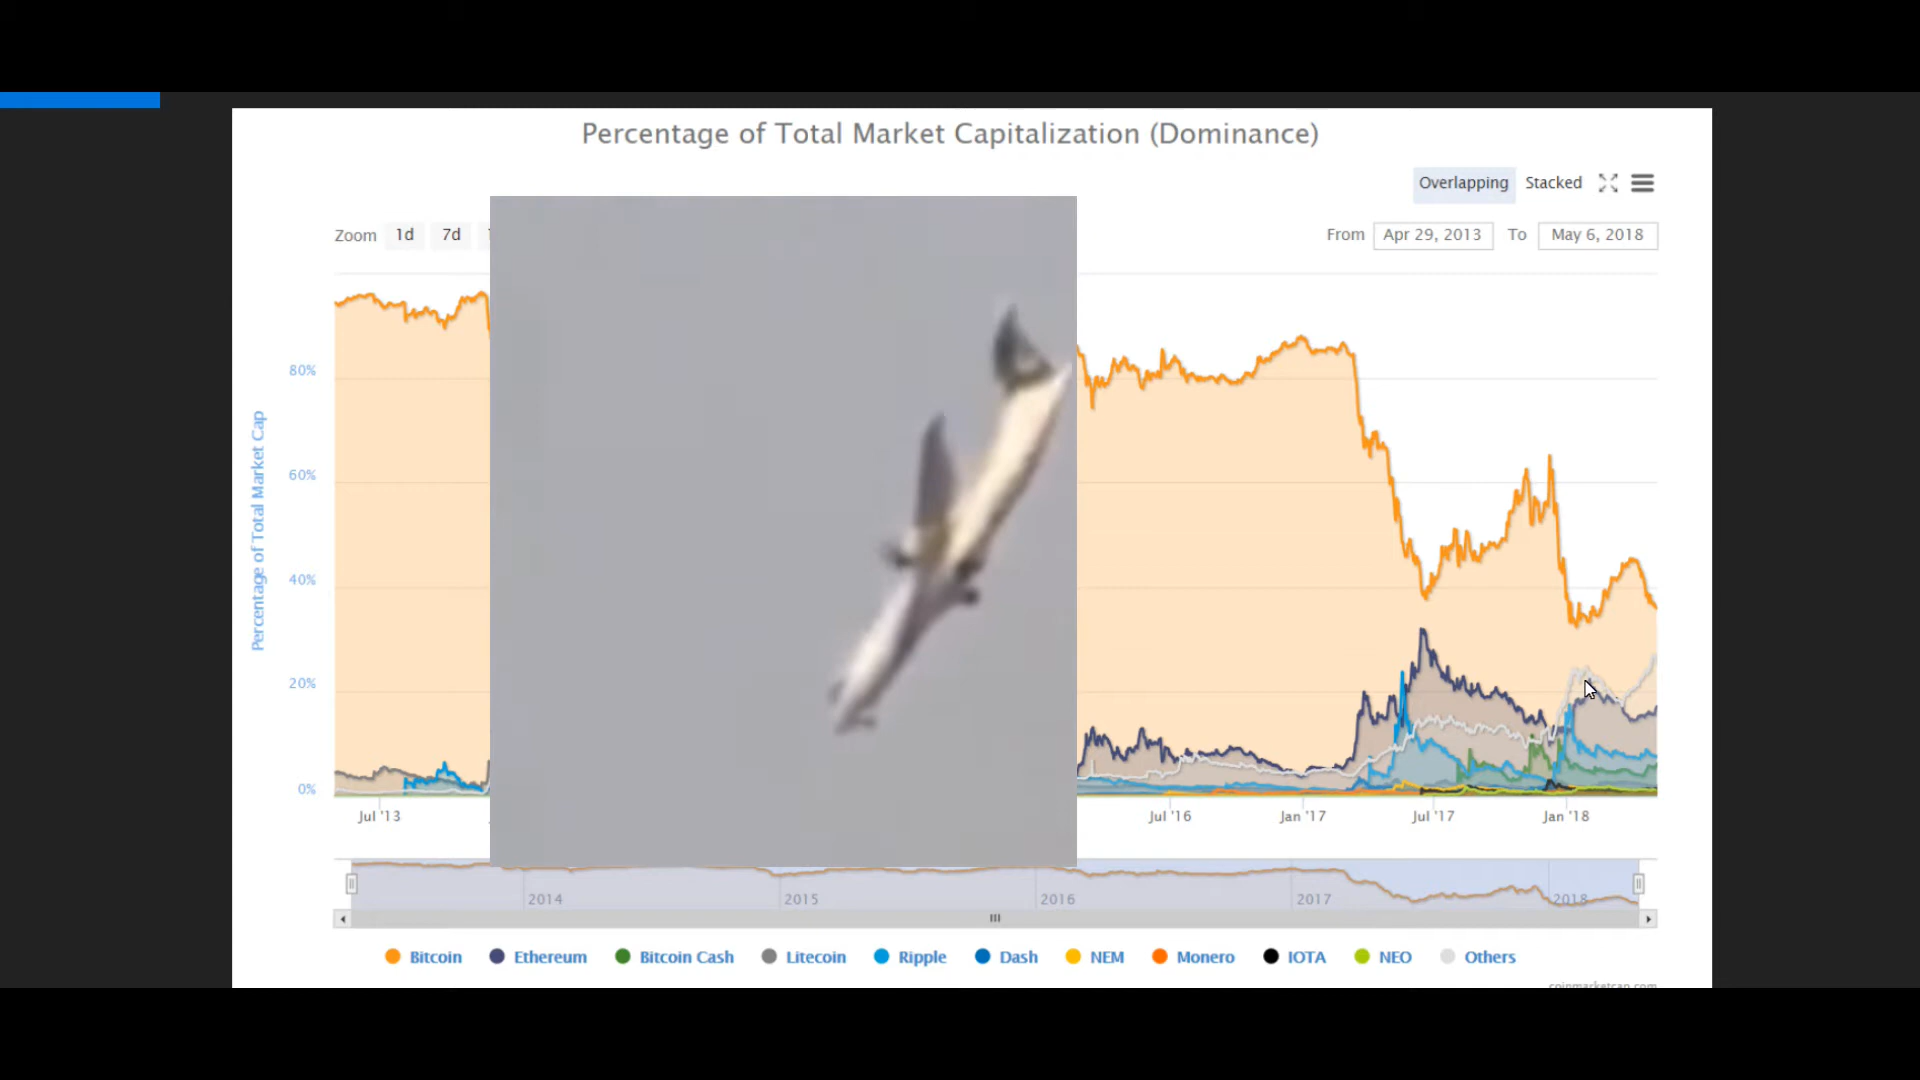 Percentage of Total Market Capitalization (Dominance)
Overlapping Stacked
Zoom 1d 7d
From Apr 29, 2013 To May 6, 2018
Percentage of Total Market Cap
80%
60%
40%
20%
0%
Jul '13 Jul '16 Jan '17 Jul '17 Jan '18
2014 2015 2016 2017 2018
Bitcoin Ethereum Bitcoin Cash Litecoin Ripple Dash NEM Monero IOTA NEO Others
coinmarketcap.com